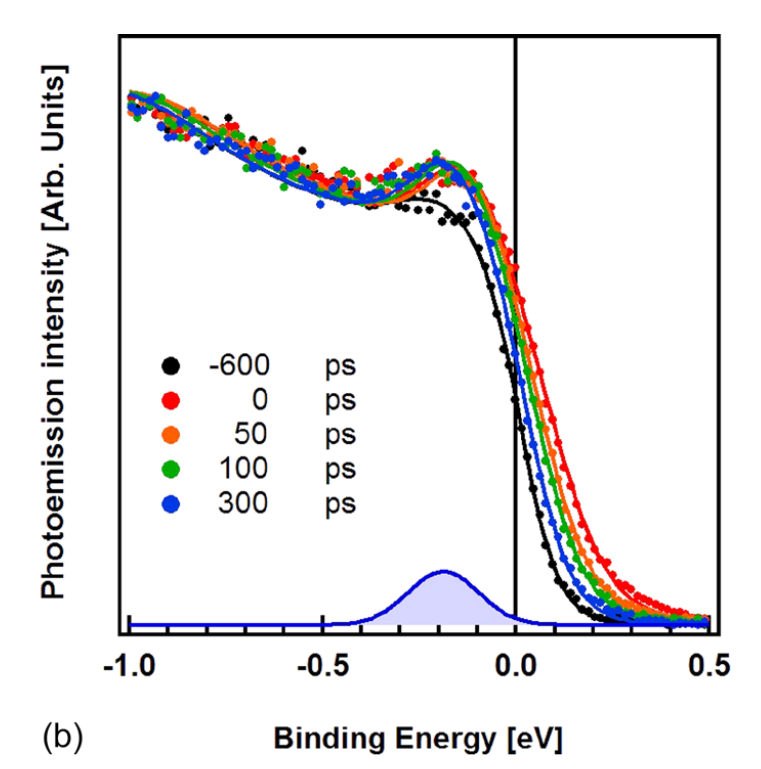 Photoemission intensity [Arb. Units]
-600 ps
0 ps
50 ps
100 ps
300 ps
-1.0 -0.5 0.0 0.5
(b) Binding Energy [eV]